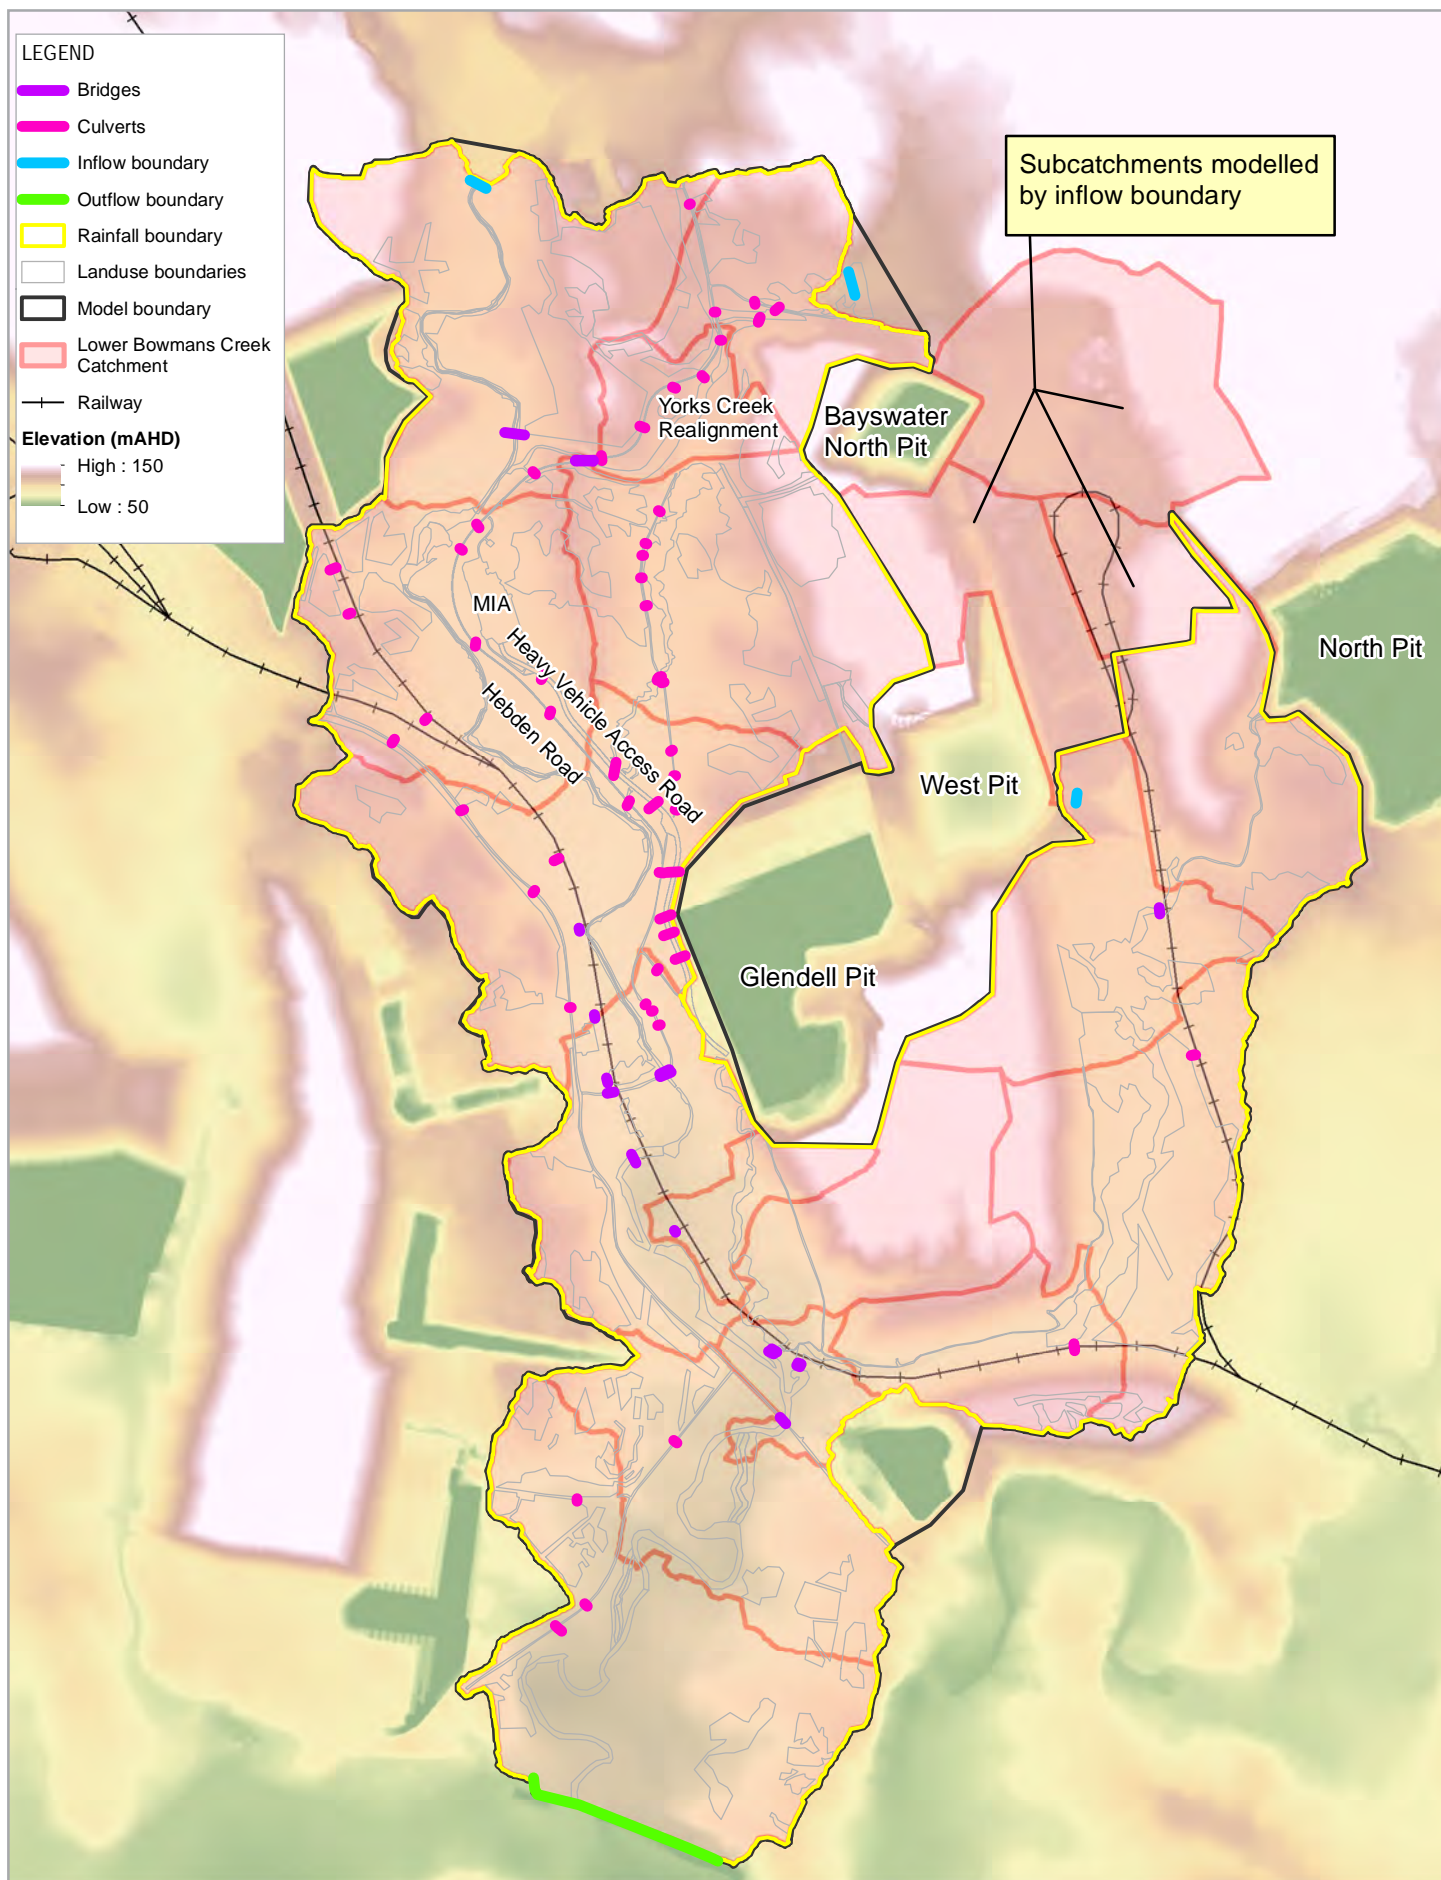 LEGEND
Bridges
Culverts
Inflow boundary
Outflow boundary
Rainfall boundary
Landuse boundaries
Model boundary
Lower Bowmans Creek
Catchment
Railway
Elevation (mAHD)
High : 150
Low : 50
Subcatchments modelled
by inflow boundary
Yorks Creek
Realignment
Bayswater
North Pit
MIA
North Pit
Heavy Vehicle Access Road
Hebden Road
West Pit
Glendell Pit